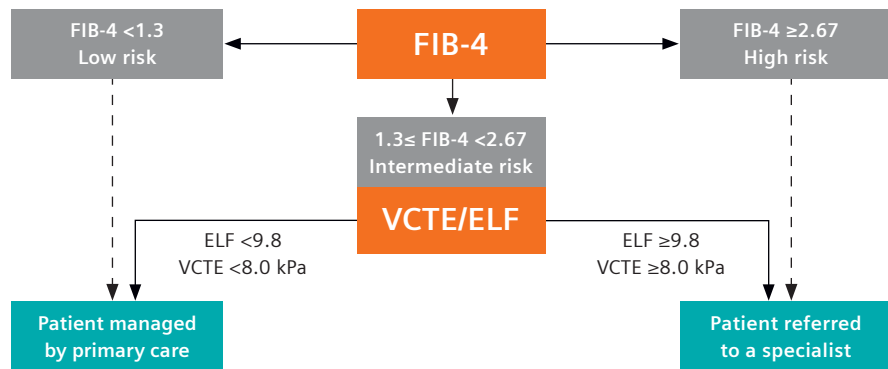 FIB-4 <1.3
Low risk
FIB-4
FIB-4 ≥2.67
High risk
1.3≤ FIB-4 <2.67
Intermediate risk
VCTE/ELF
ELF <9.8
VCTE <8.0 kPa
ELF ≥9.8
VCTE ≥8.0 kPa
Patient managed
by primary care
Patient referred
to a specialist